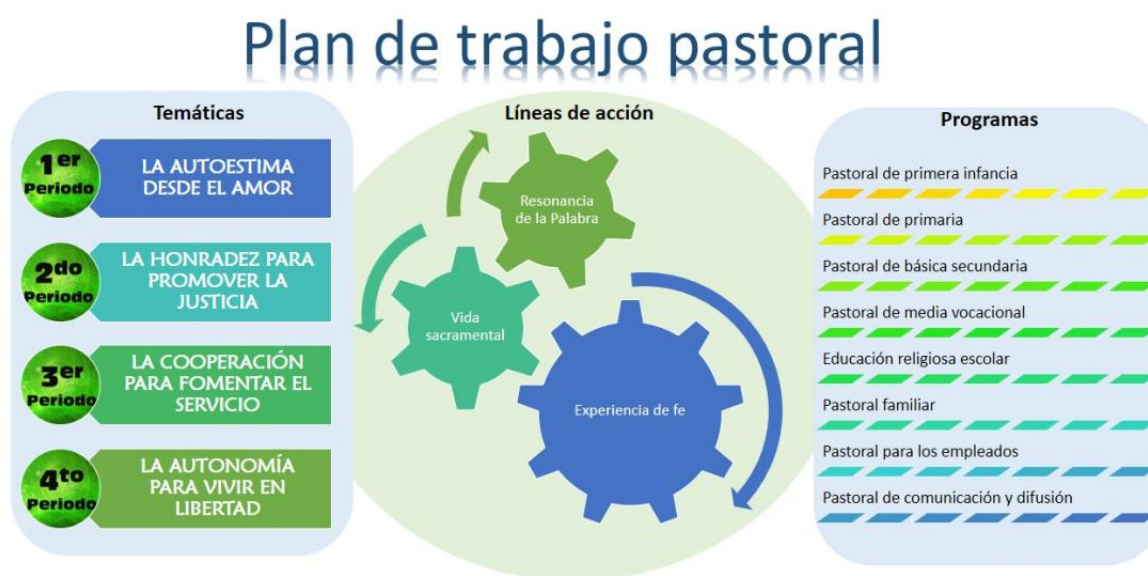 Plan de trabajo pastoral
Temáticas
1er
Periodo
LA AUTOESTIMA
DESDE EL AMOR
2do
Periodo
LA HONRADEZ PARA
PROMOVER LA
JUSTICIA
3er
Periodo
LA COOPERACIÓN
PARA FOMENTAR EL
SERVICIO
4to
Periodo
LA AUTONOMÍA
PARA VIVIR EN
LIBERTAD
Líneas de acción
Resonancia
de la Palabra
Vida
sacramental
Experiencia de fe
Programas
Pastoral de primera infancia
Pastoral de primaria
Pastoral de básica secundaria
Pastoral de media vocacional
Educación religiosa escolar
Pastoral familiar
Pastoral para los empleados
Pastoral de comunicación y difusión